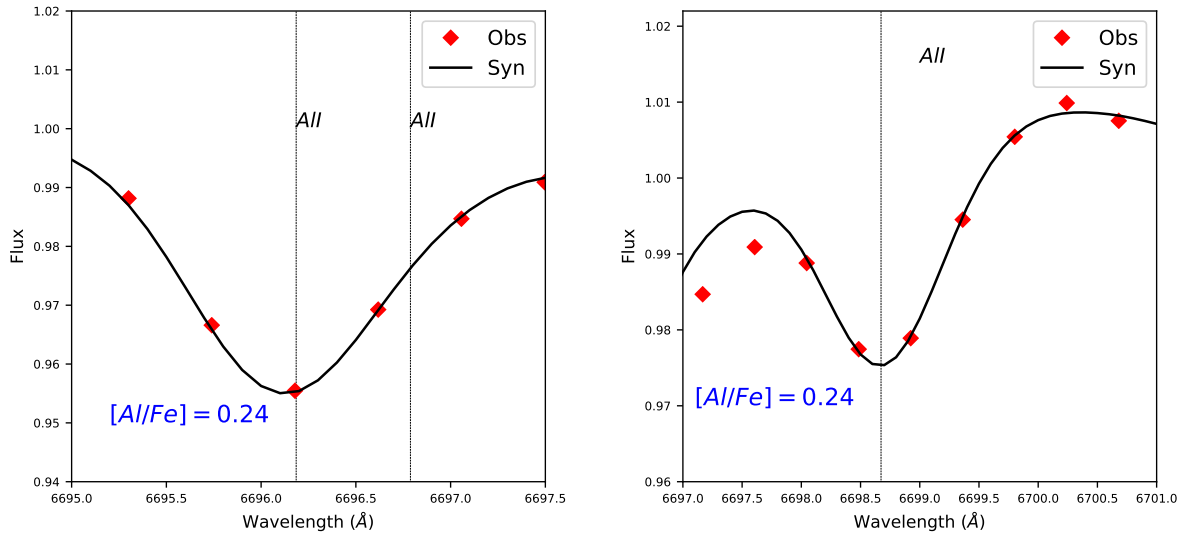 1.02
1.01
1.00
0.99
0.98
0.97
0.96
0.95
0.94
Flux
Obs
Syn
AlI AlI
[Al/Fe] = 0.24
6695.0 6695.5 6696.0 6696.5 6697.0 6697.5
Wavelength (Å)
1.02
1.01
1.00
0.99
0.98
0.97
0.96
Flux
AlI
Obs
Syn
[Al/Fe] = 0.24
6697.0 6697.5 6698.0 6698.5 6699.0 6699.5 6700.0 6700.5 6701.0
Wavelength (Å)